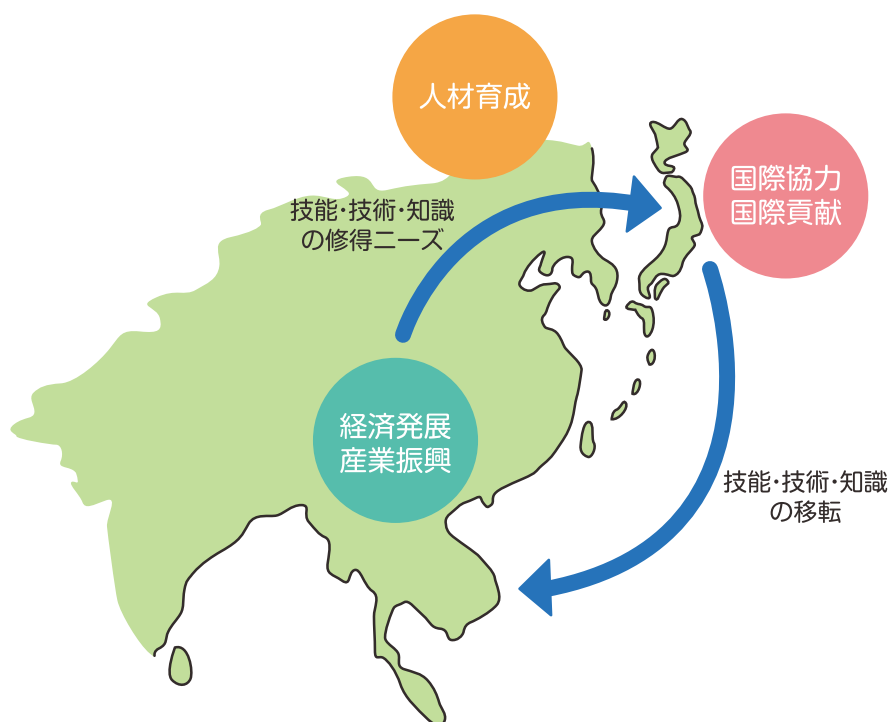 人材育成
国際協力
国際貢献
技能・技術・知識
の修得ニーズ
経済発展
産業振興
技能・技術・知識
の移転